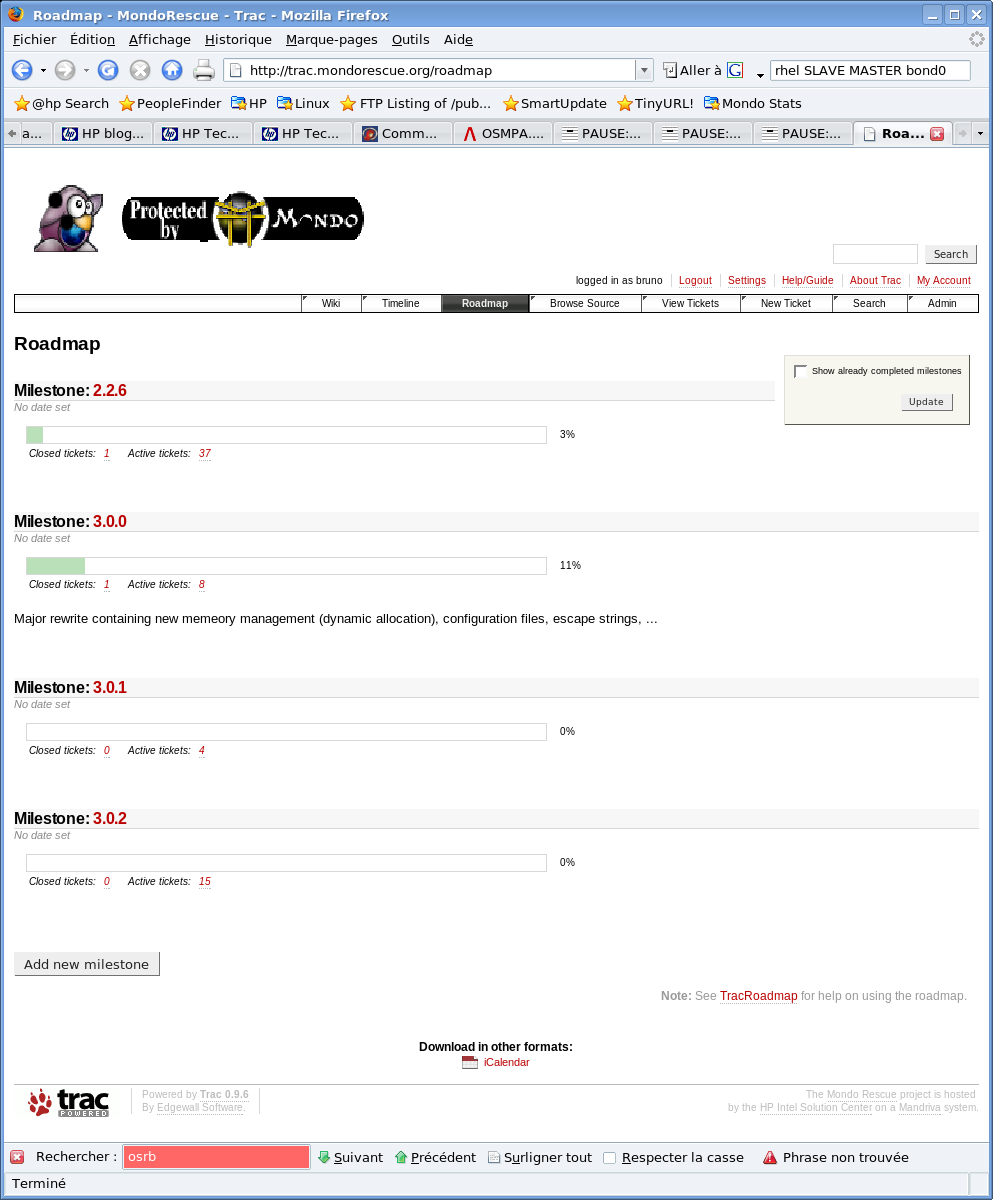 Roadmap - MondoRescue - Trac - Mozilla Firefox
Fichier Édition Affichage Historique Marque-pages Outils Aide
http://trac.mondorescue.org/roadmap Aller à G rhel SLAVE MASTER bond0
@hp Search PeopleFinder HP Linux FTP Listing of /pub... SmartUpdate TinyURL! Mondo Stats
a... HP blog... HP Tec... HP Tec... Comm... OSMPA.... PAUSE:... PAUSE:... PAUSE:... Roa...
Protected by Mondo
Search
logged in as bruno Logout Settings Help/Guide About Trac My Account
Wiki Timeline Roadmap Browse Source View Tickets New Ticket Search Admin
Roadmap
Show already completed milestones
Update
Milestone: 2.2.6
No date set
3%
Closed tickets: 1 Active tickets: 37
Milestone: 3.0.0
No date set
11%
Closed tickets: 1 Active tickets: 8
Major rewrite containing new memeory management (dynamic allocation), configuration files, escape strings, ...
Milestone: 3.0.1
No date set
0%
Closed tickets: 0 Active tickets: 4
Milestone: 3.0.2
No date set
0%
Closed tickets: 0 Active tickets: 15
Add new milestone
Note: See TracRoadmap for help on using the roadmap.
Download in other formats:
iCalendar
trac POWERED
Powered by Trac 0.9.6
By Edgewall Software.
The Mondo Rescue project is hosted
by the HP Intel Solution Center on a Mandriva system.
Rechercher : osrb Suivant Précédent Surligner tout Respecter la casse Phrase non trouvée
Terminé